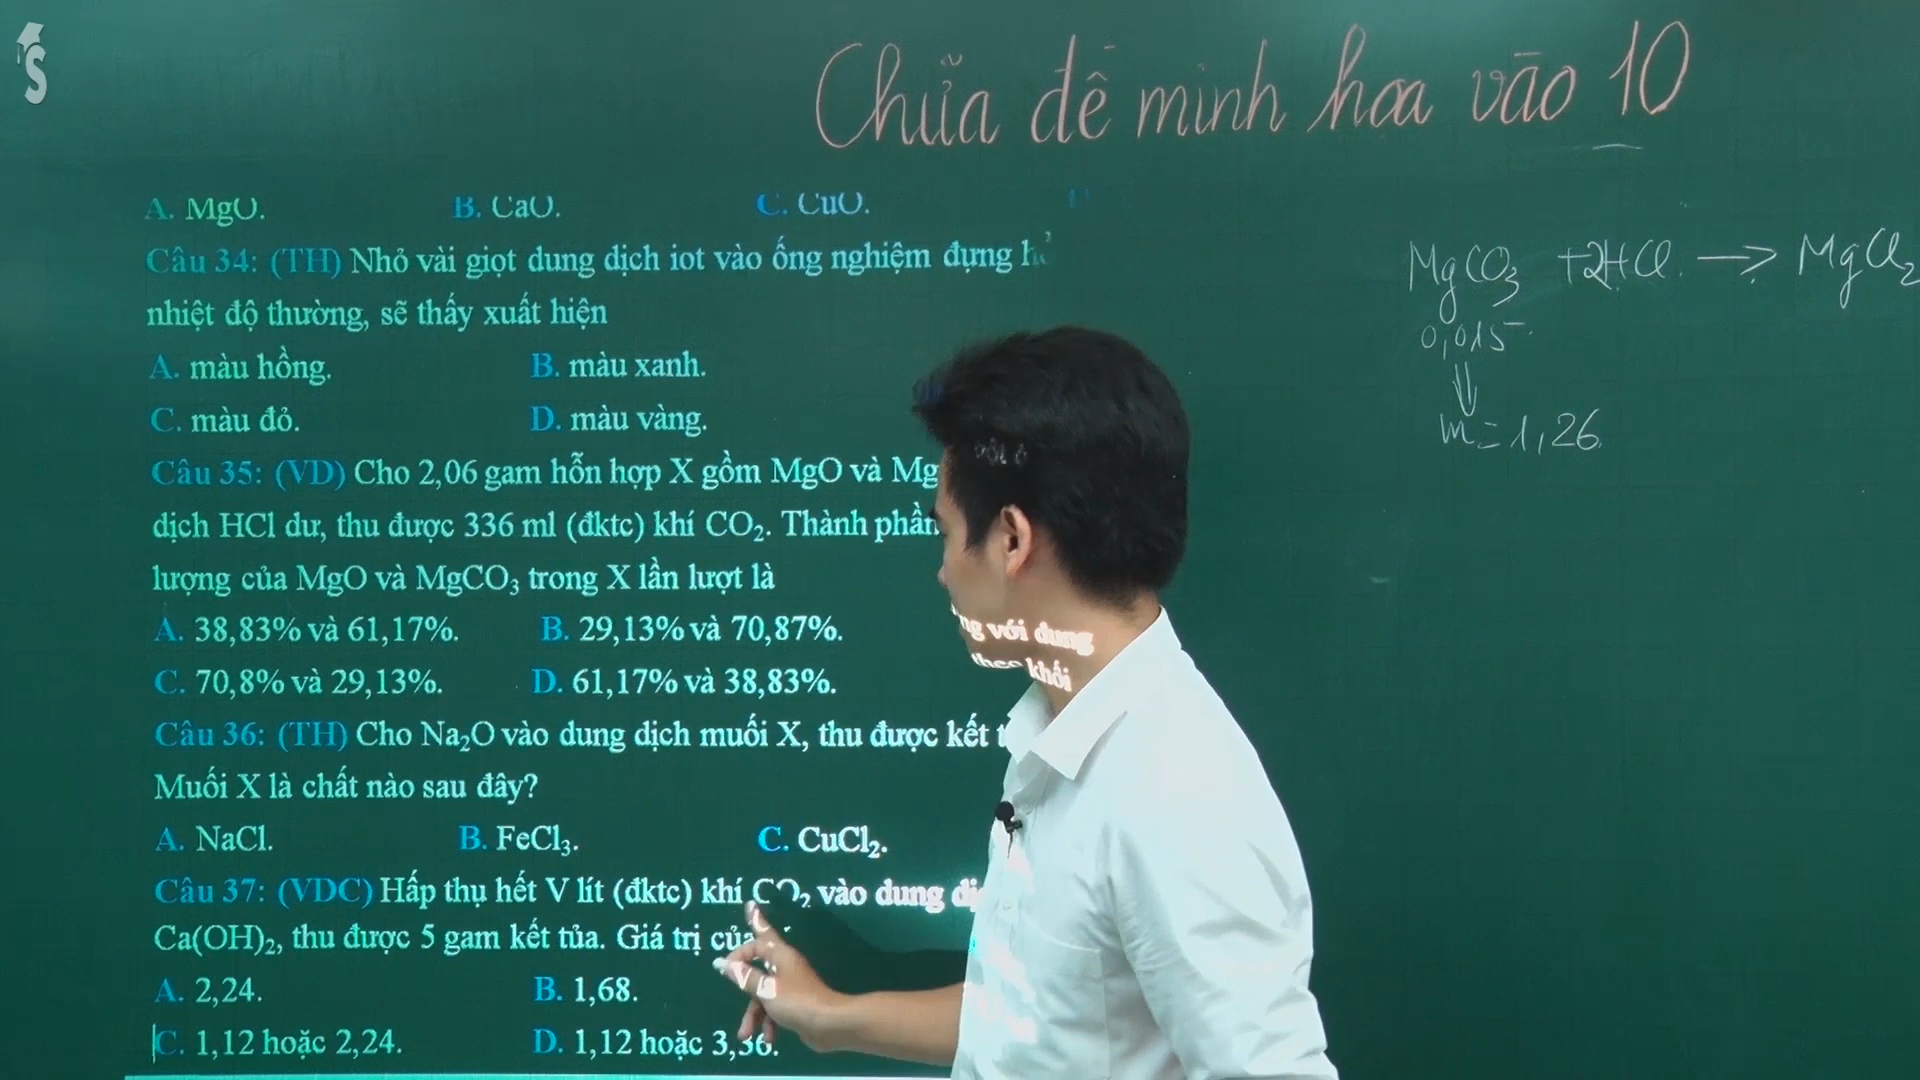 S
Chữa đề minh hoa vào 10
A. MgO. B. CaO. C. CuO.
Câu 34: (TH) Nhỏ vài giọt dung dịch iot vào ống nghiệm đựng
nhiệt độ thường, sẽ thấy xuất hiện
A. màu hồng. B. màu xanh.
C. màu đỏ. D. màu vàng.
Câu 35: (VD) Cho 2,06 gam hỗn hợp X gồm MgO và Mg
dịch HCl dư, thu được 336 ml (đktc) khí CO₂. Thành phần
lượng của MgO và MgCO₃ trong X lần lượt là
A. 38,83% và 61,17%. B. 29,13% và 70,87%.
ng với dung
theo khối
C. 70,8% và 29,13%. D. 61,17% và 38,83%.
Câu 36: (TH) Cho Na₂O vào dung dịch muối X, thu được kết
Muối X là chất nào sau đây?
A. NaCl. B. FeCl₃. C. CuCl₂.
Câu 37: (VDC) Hấp thụ hết V lít (đktc) khí CO₂ vào dung
Ca(OH)₂, thu được 5 gam kết tủa. Giá trị của V là
A. 2,24. B. 1,68.
C. 1,12 hoặc 2,24. D. 1,12 hoặc 3,36.
MgCO₃ + 2HCl → MgCl₂
0,015
⇓
m = 1,26